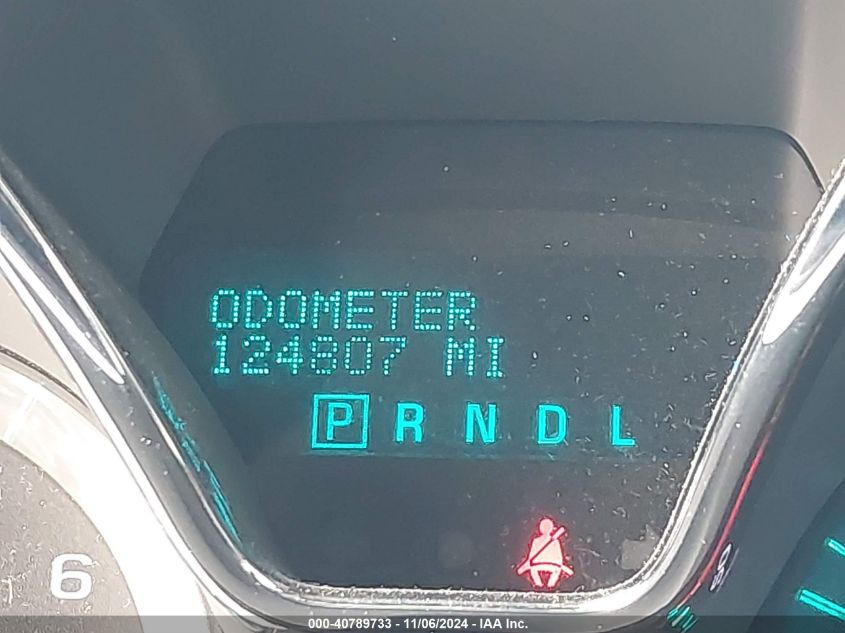 ODOMETER
124807 MI
P R N D L
6
000-40789733 - 11/06/2024 - IAA Inc.